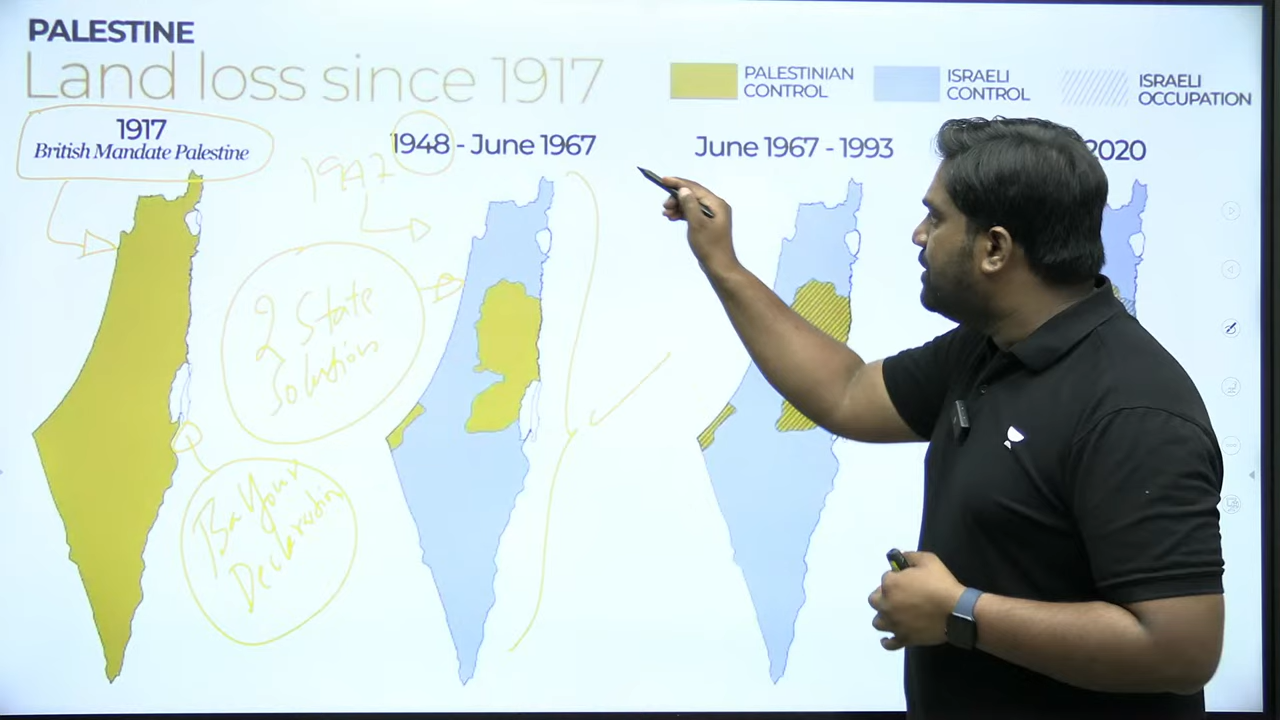 PALESTINE
Land loss since 1917
PALESTINIAN
CONTROL
ISRAELI
CONTROL
ISRAELI
OCCUPATION
1917
British Mandate Palestine
1948 - June 1967
June 1967 - 1993
2020
1947
2 State
Solution
Balfour
Declaration